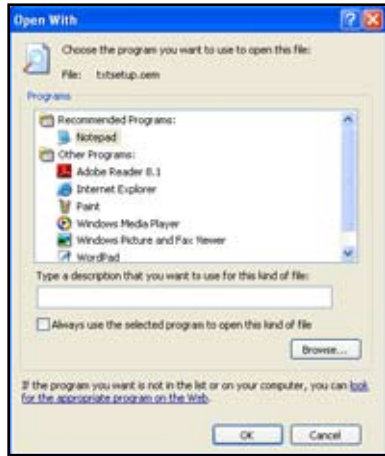 Open With
Choose the program you want to use to open this file:
File: txtsetup.oem
Programs
Recommended Programs:
Notepad
Other Programs:
Adobe Reader 8.1
Internet Explorer
Paint
Windows Media Player
Windows Picture and Fax Viewer
WordPad
Type a description that you want to use for this kind of file:
Always use the selected program to open this kind of file
Browse...
If the program you want is not in the list or on your computer, you can look
for the appropriate program on the Web.
OK Cancel